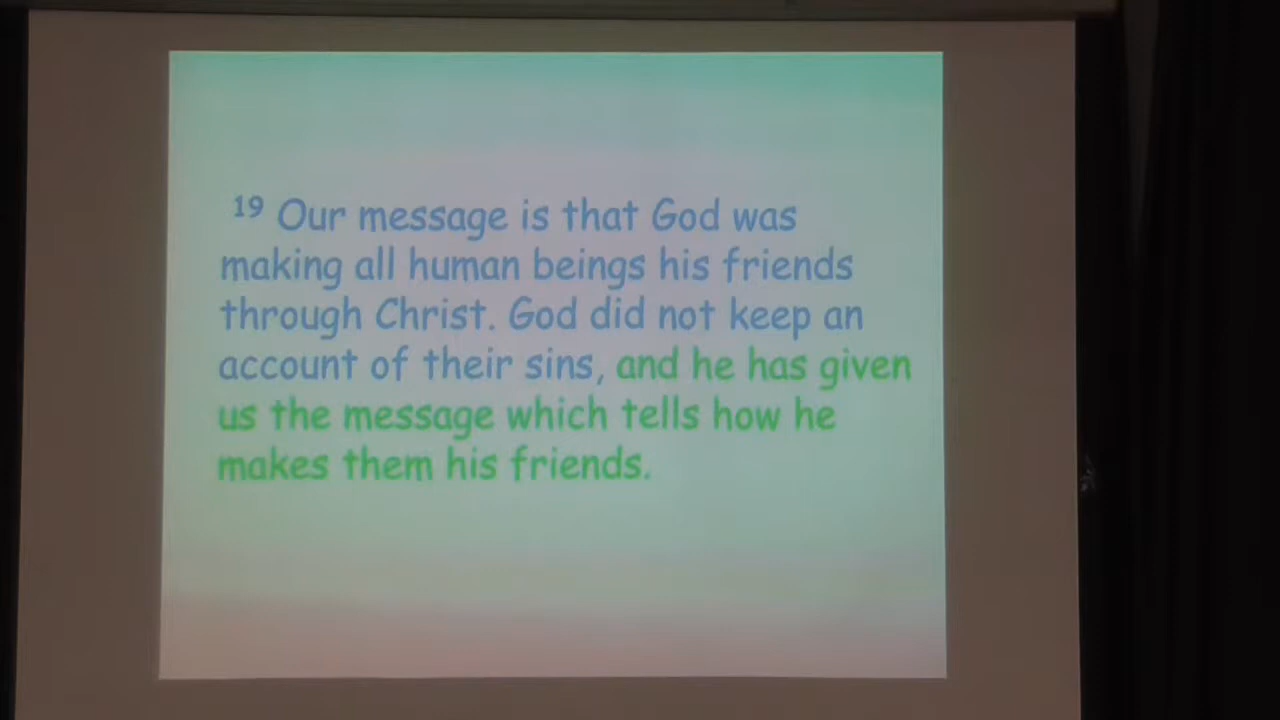 19 Our message is that God was
making all human beings his friends
through Christ. God did not keep an
account of their sins, and he has given
us the message which tells how he
makes them his friends.